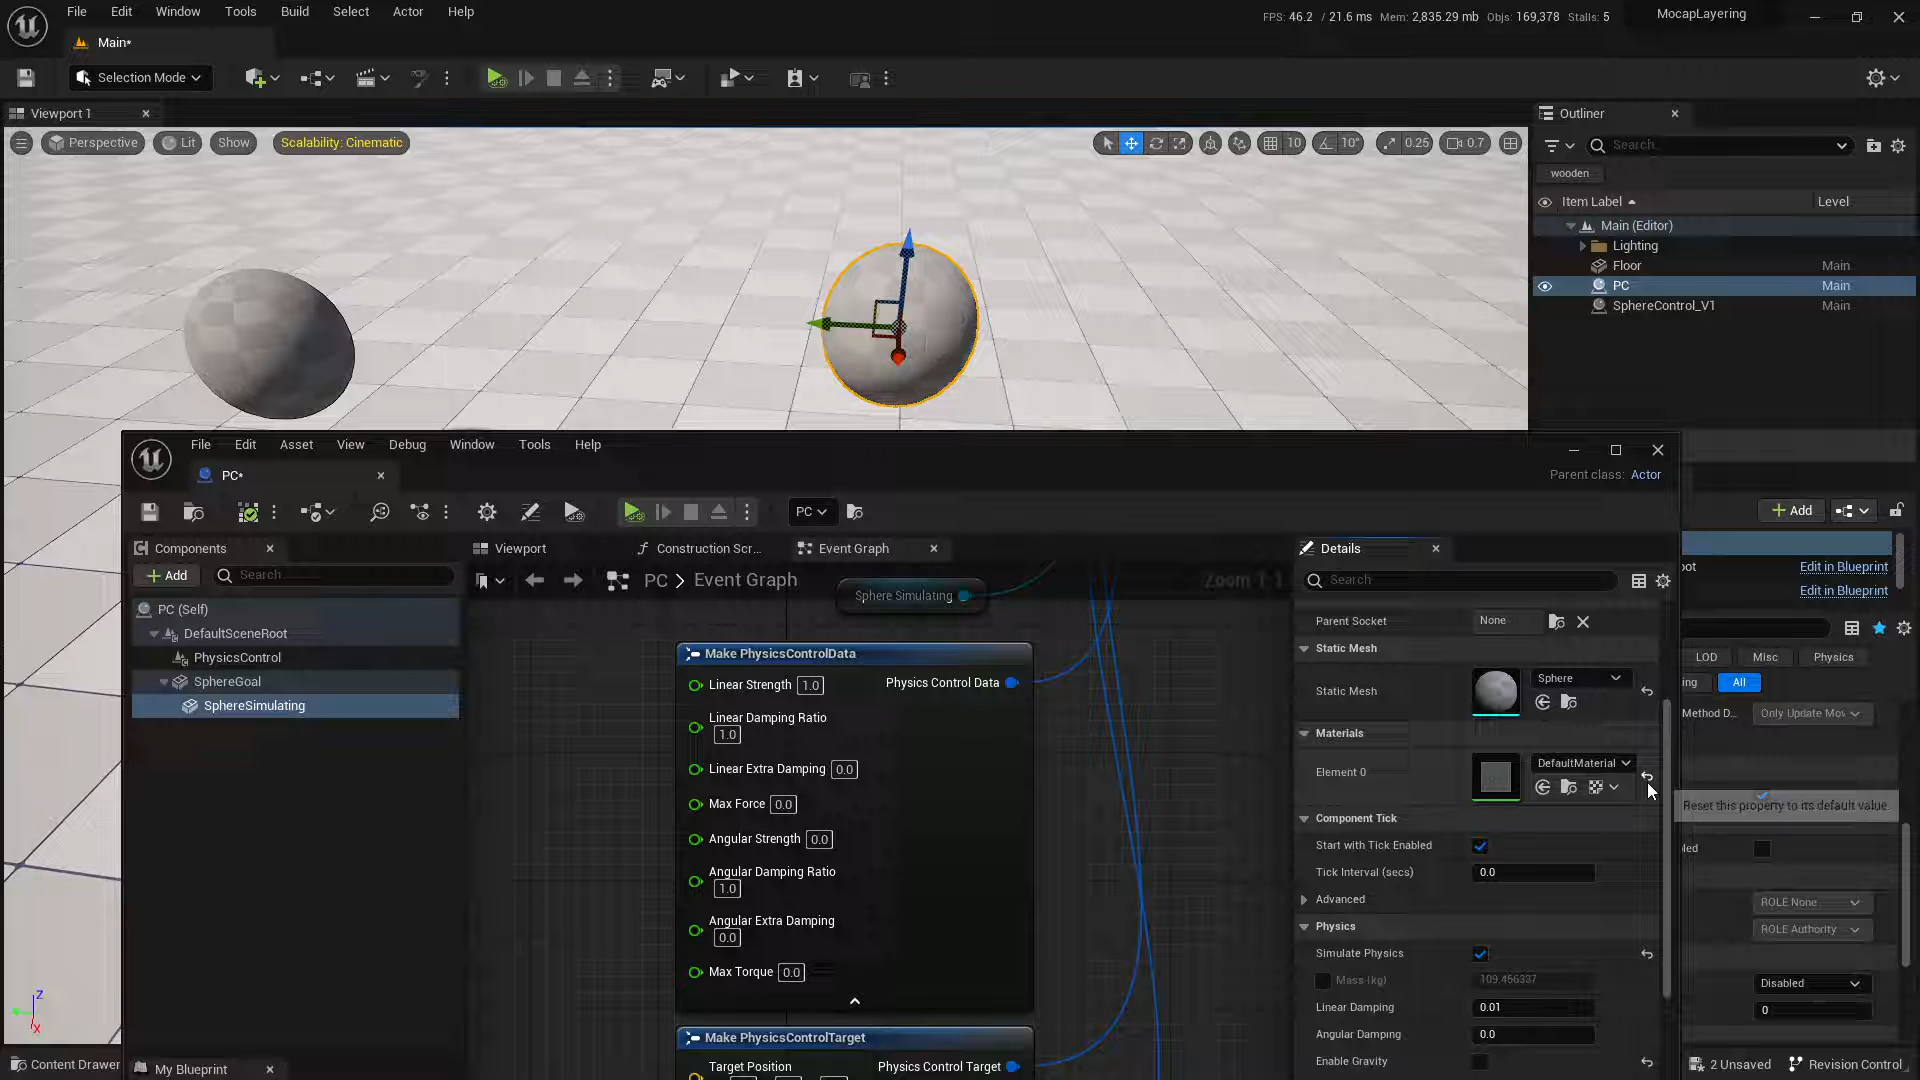 File Edit Window Tools Build Select Actor Help
FPS: 46.2 / 21.6 ms Mem: 2,835.29 mb Objs: 169,378 Stalls: 5
MocapLayering
Main*
Selection Mode
Viewport 1
Outliner
Perspective
Lit
Show
Scalability: Cinematic
10
10°
0.25
0.7
Search...
wooden
Item Label
Level
Main (Editor)
Lighting
Floor Main
PC Main
SphereControl_V1 Main
File Edit Asset View Debug Window Tools Help
PC*
Parent class: Actor
PC
Add
Components
Viewport
Construction Scr...
Event Graph
Details
Add
Search
PC > Event Graph
Zoom 1:1
Search
PC (Self)
DefaultSceneRoot
PhysicsControl
SphereGoal
SphereSimulating
My Blueprint
Sphere Simulating
Make PhysicsControlData
Linear Strength 1.0
Physics Control Data
Linear Damping Ratio
1.0
Linear Extra Damping 0.0
Max Force 0.0
Angular Strength 0.0
Angular Damping Ratio
1.0
Angular Extra Damping
0.0
Max Torque 0.0
Make PhysicsControlTarget
Target Position
Physics Control Target
Parent Socket None
Static Mesh
Static Mesh Sphere
Materials
Element 0 DefaultMaterial
Component Tick
Start with Tick Enabled
Tick Interval (secs) 0.0
Advanced
Physics
Simulate Physics
Mass (kg) 109.456337
Linear Damping 0.01
Angular Damping 0.0
Enable Gravity
oot Edit in Blueprint
Edit in Blueprint
LOD Misc Physics
ing All
Method D... Only Update Mov
Reset this property to its default value.
led
ROLE None
ROLE Authority
Disabled
0
Content Drawer
2 Unsaved
Revision Control